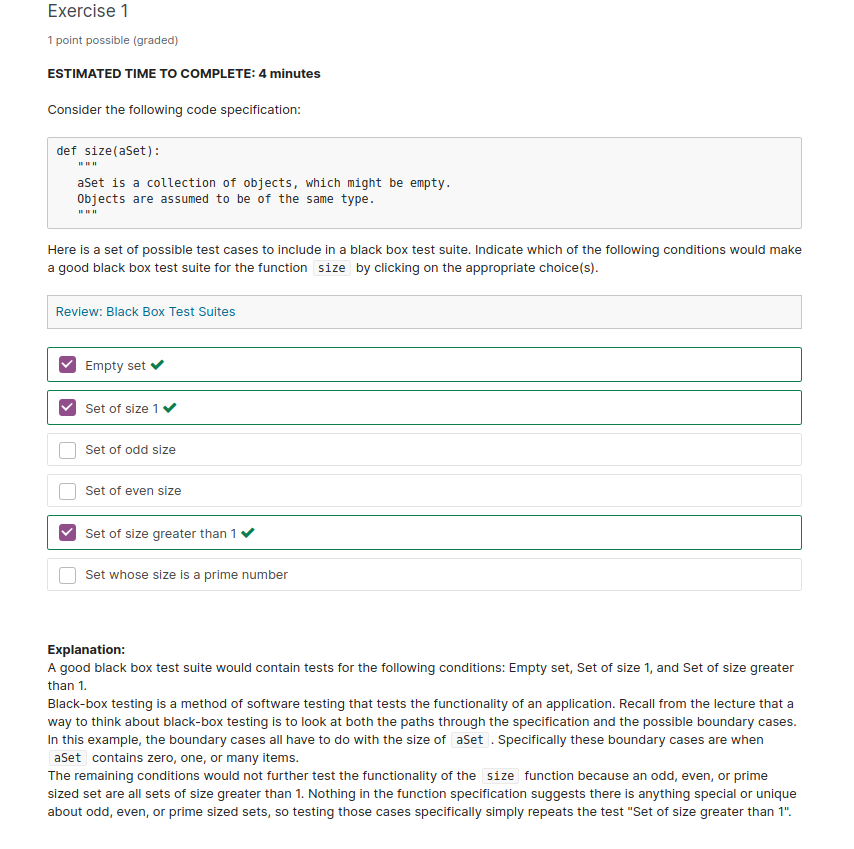 Exercise 1
1 point possible (graded)
ESTIMATED TIME TO COMPLETE: 4 minutes
Consider the following code specification:
def size(aSet):
"""
aSet is a collection of objects, which might be empty.
Objects are assumed to be of the same type.
"""
Here is a set of possible test cases to include in a black box test suite. Indicate which of the following conditions would make
a good black box test suite for the function size by clicking on the appropriate choice(s).
Review: Black Box Test Suites
Empty set
Set of size 1
Set of odd size
Set of even size
Set of size greater than 1
Set whose size is a prime number
Explanation:
A good black box test suite would contain tests for the following conditions: Empty set, Set of size 1, and Set of size greater
than 1.
Black-box testing is a method of software testing that tests the functionality of an application. Recall from the lecture that a
way to think about black-box testing is to look at both the paths through the specification and the possible boundary cases.
In this example, the boundary cases all have to do with the size of aSet . Specifically these boundary cases are when
aSet contains zero, one, or many items.
The remaining conditions would not further test the functionality of the size function because an odd, even, or prime
sized set are all sets of size greater than 1. Nothing in the function specification suggests there is anything special or unique
about odd, even, or prime sized sets, so testing those cases specifically simply repeats the test "Set of size greater than 1".